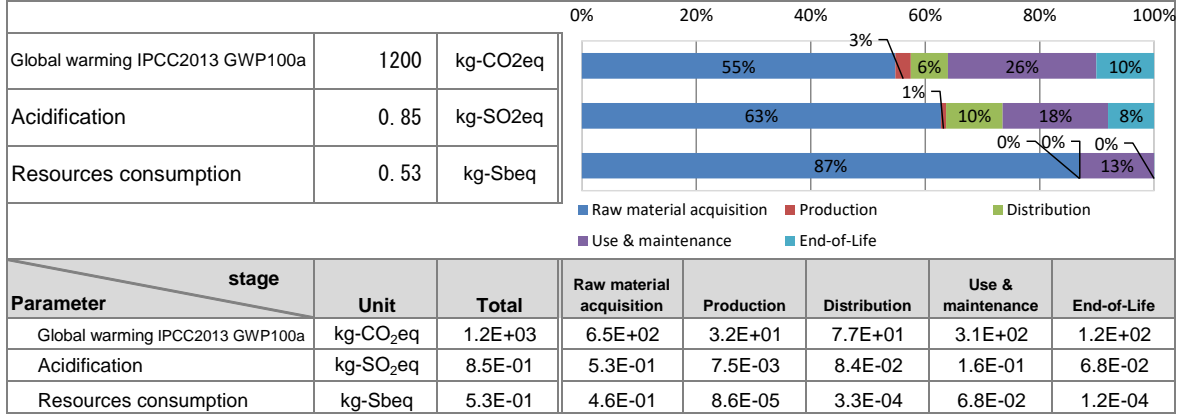 0% 20% 40% 60% 80% 100%
Global warming IPCC2013 GWP100a 1200 kg-CO2eq
3%
55% 6% 26% 10%
Acidification 0.85 kg-SO2eq
1%
63% 10% 18% 8%
Resources consumption 0.53 kg-Sbeq
0% 0% 0%
87% 13%
Raw material acquisition Production Distribution
Use & maintenance End-of-Life
stage
Parameter Unit Total Raw material acquisition Production Distribution Use & maintenance End-of-Life
Global warming IPCC2013 GWP100a kg-CO₂eq 1.2E+03 6.5E+02 3.2E+01 7.7E+01 3.1E+02 1.2E+02
Acidification kg-SO₂eq 8.5E-01 5.3E-01 7.5E-03 8.4E-02 1.6E-01 6.8E-02
Resources consumption kg-Sbeq 5.3E-01 4.6E-01 8.6E-05 3.3E-04 6.8E-02 1.2E-04